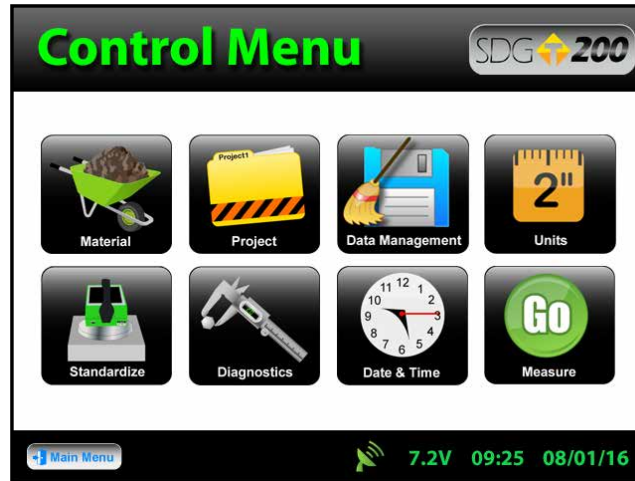 Control Menu
SDG 200
Project1
2"
Material
Project
Data Management
Units
12
11
1
10
2
9
3
8
4
7
5
6
Go
Standardize
Diagnostics
Date & Time
Measure
Main Menu
7.2V 09:25 08/01/16